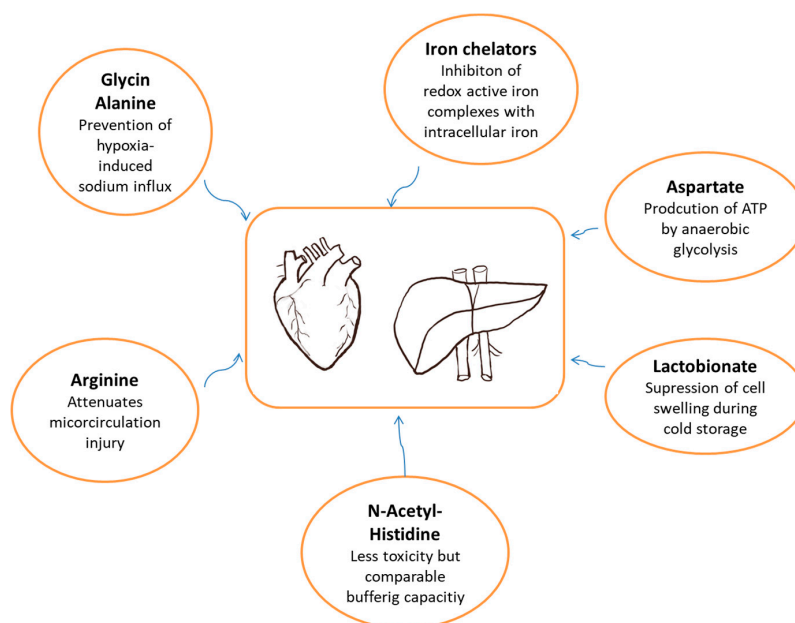 Glycin
Alanine
Prevention of
hypoxia-
induced
sodium influx
Iron chelators
Inhibiton of
redox active iron
complexes with
intracellular iron
Aspartate
Prodcution of ATP
by anaerobic
glycolysis
Arginine
Attenuates
micorcirculation
injury
Lactobionate
Supression of cell
swelling during
cold storage
N-Acetyl-
Histidine
Less toxicity but
comparable
bufferig capacitiy